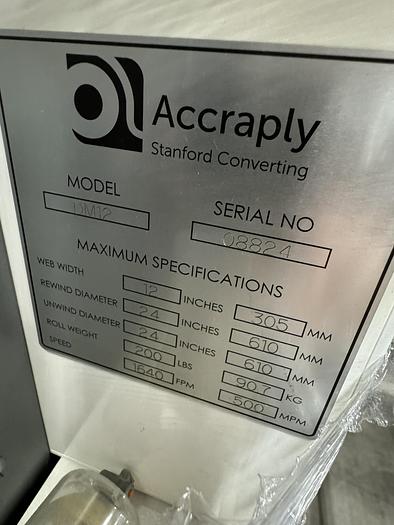 Accraply
Stanford Converting
MODEL
SERIAL NO
08824
MAXIMUM SPECIFICATIONS
WEB WIDTH 12 INCHES 305 MM
REWIND DIAMETER 24 INCHES 610 MM
UNWIND DIAMETER 24 INCHES 610 MM
ROLL WEIGHT 200 LBS 90.7 KG
SPEED 1640 FPM 500 MPM